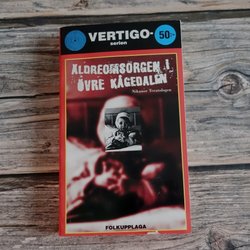 VERTIGO-
serien
50:-
ÄLDREOMSORGEN I
ÖVRE KÅGEDALEN
Nikanor Teratologen
FOLKUPPLAGA